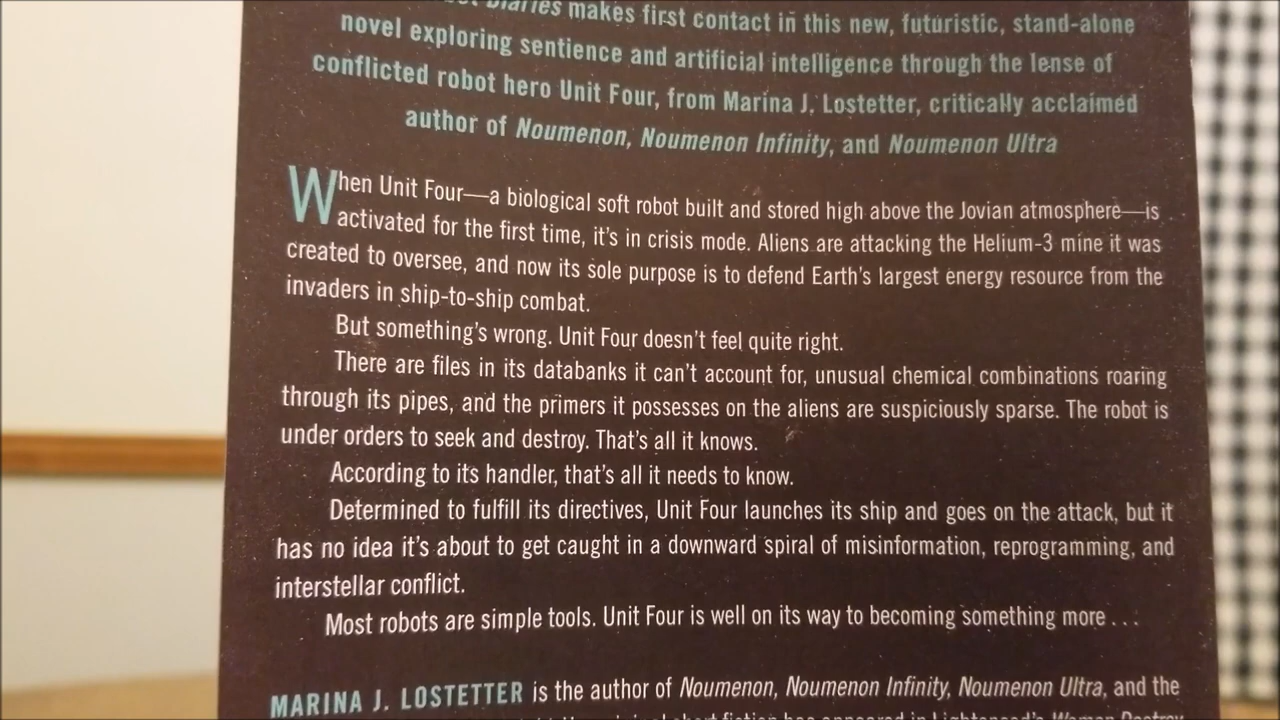 Diaries makes first contact in this new, futuristic, stand-alone
novel exploring sentience and artificial intelligence through the lense of
conflicted robot hero Unit Four, from Marina J. Lostetter, critically acclaimed
author of Noumenon, Noumenon Infinity, and Noumenon Ultra
When Unit Four—a biological soft robot built and stored high above the Jovian atmosphere—is
activated for the first time, it's in crisis mode. Aliens are attacking the Helium-3 mine it was
created to oversee, and now its sole purpose is to defend Earth's largest energy resource from the
invaders in ship-to-ship combat.
But something's wrong. Unit Four doesn't feel quite right.
There are files in its databanks it can't account for, unusual chemical combinations roaring
through its pipes, and the primers it possesses on the aliens are suspiciously sparse. The robot is
under orders to seek and destroy. That's all it knows.
According to its handler, that's all it needs to know.
Determined to fulfill its directives, Unit Four launches its ship and goes on the attack, but it
has no idea it's about to get caught in a downward spiral of misinformation, reprogramming, and
interstellar conflict.
Most robots are simple tools. Unit Four is well on its way to becoming something more . . .
MARINA J. LOSTETTER is the author of Noumenon, Noumenon Infinity, Noumenon Ultra, and the